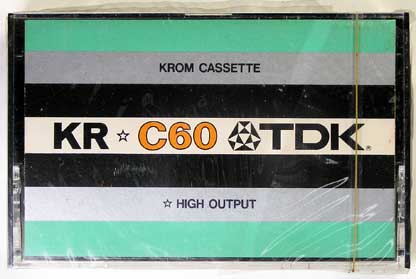 KROM CASSETTE
KR ☆ C60 TDK®
☆ HIGH OUTPUT